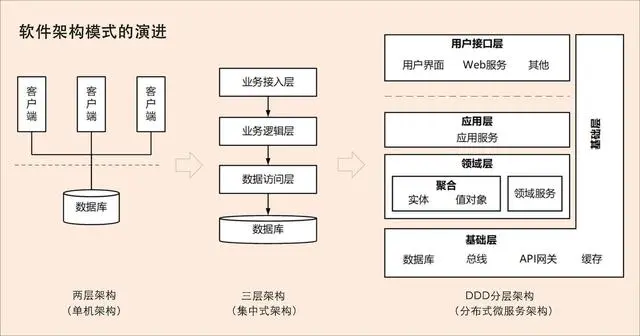 软件架构模式的演进
客户端
客户端
客户端
数据库
两层架构
（单机架构）
业务接入层
业务逻辑层
数据访问层
数据库
三层架构
（集中式架构）
用户接口层
用户界面 Web服务 其他
应用层
应用服务
领域层
聚合
实体 值对象
领域服务
基础层
数据库 总线 API网关 缓存
基础层
DDD分层架构
（分布式微服务架构）